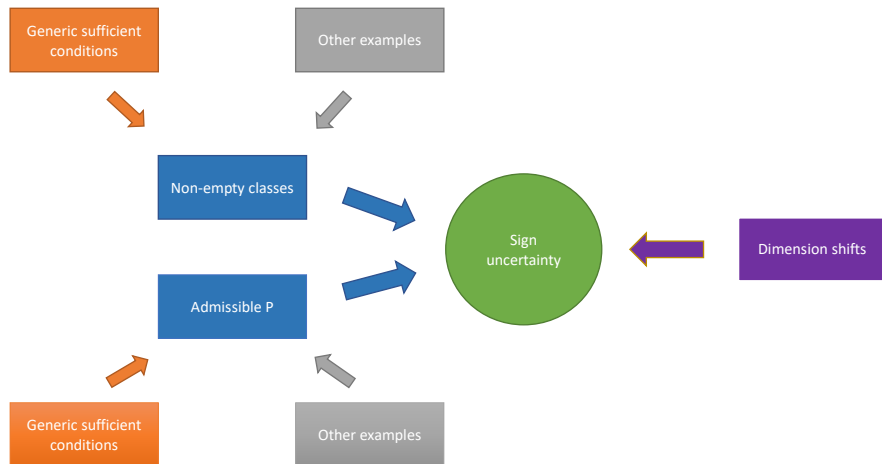 Generic sufficient
conditions
Other examples
Non-empty classes
Sign
uncertainty
Dimension shifts
Admissible P
Generic sufficient
conditions
Other examples